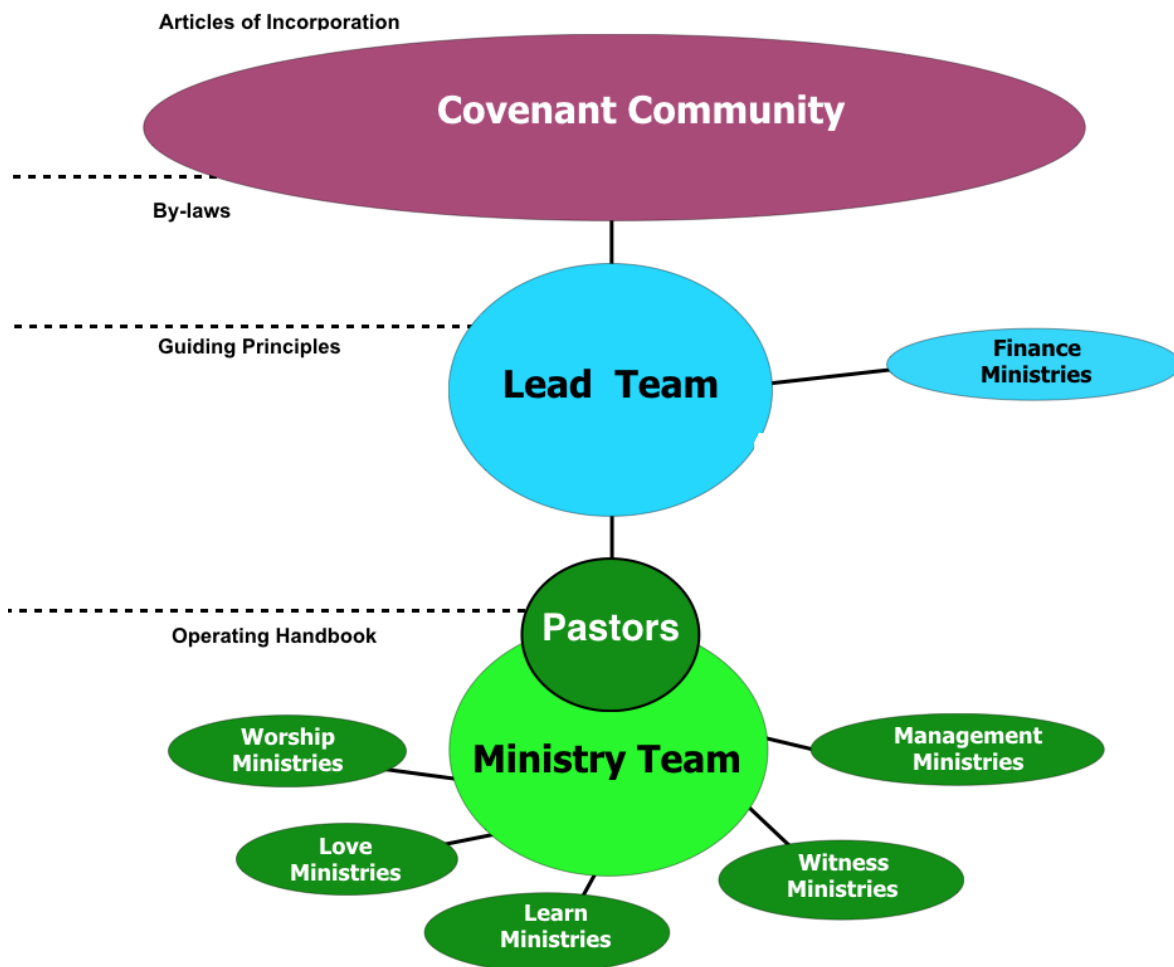 Articles of Incorporation
Covenant Community
By-laws
Guiding Principles
Finance
Ministries
Lead Team
Pastors
Operating Handbook
Worship
Ministries
Management
Ministries
Ministry Team
Love
Ministries
Witness
Ministries
Learn
Ministries